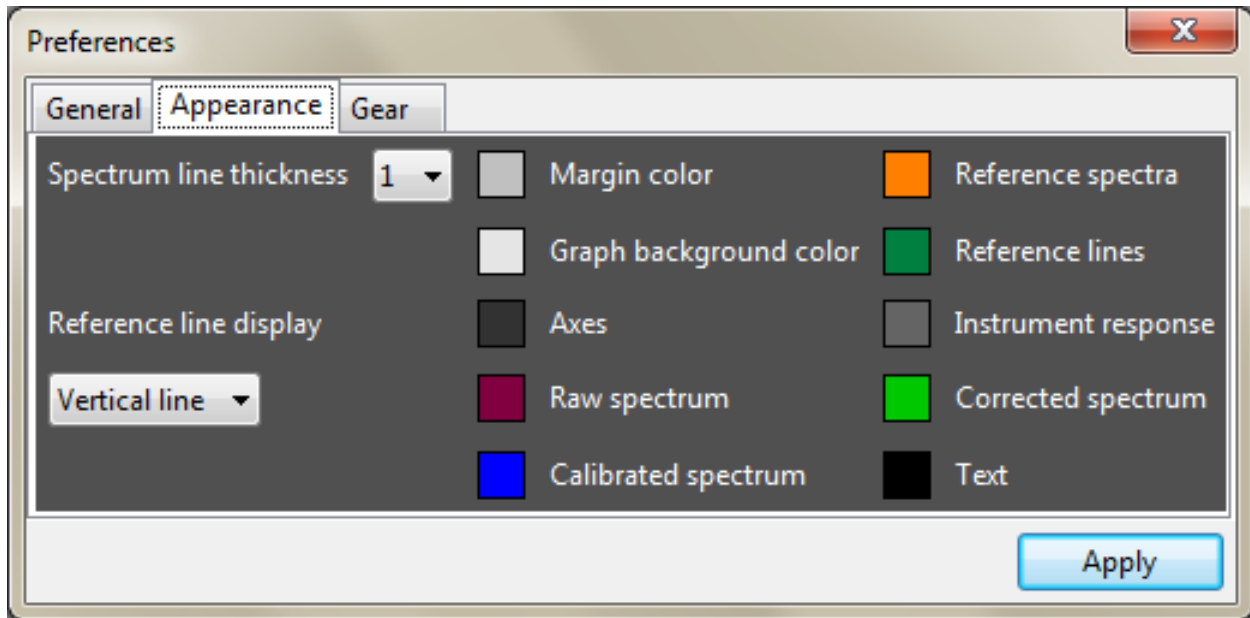 Preferences
General Appearance Gear
Spectrum line thickness 1 Margin color Reference spectra
Graph background color Reference lines
Reference line display Axes Instrument response
Vertical line Raw spectrum Corrected spectrum
Calibrated spectrum Text
Apply